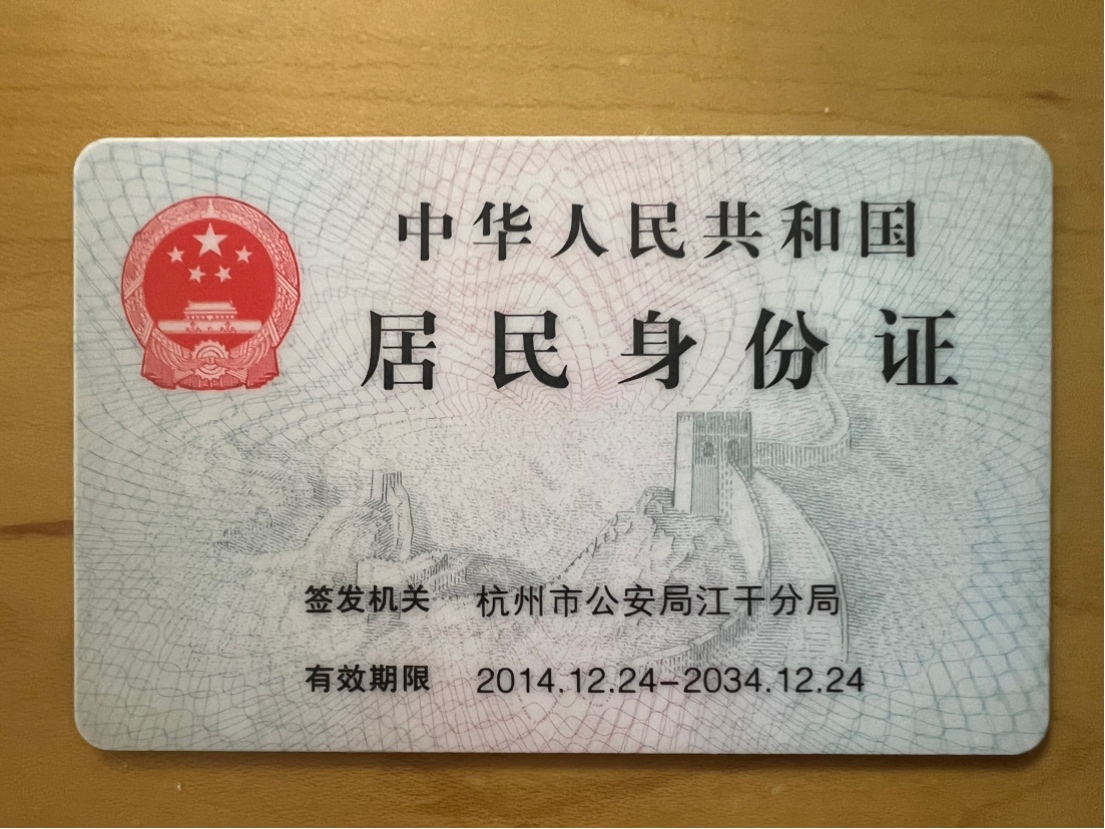 中华人民共和国
居民身份证
签发机关 杭州市公安局江干分局
有效期限 2014.12.24-2034.12.24